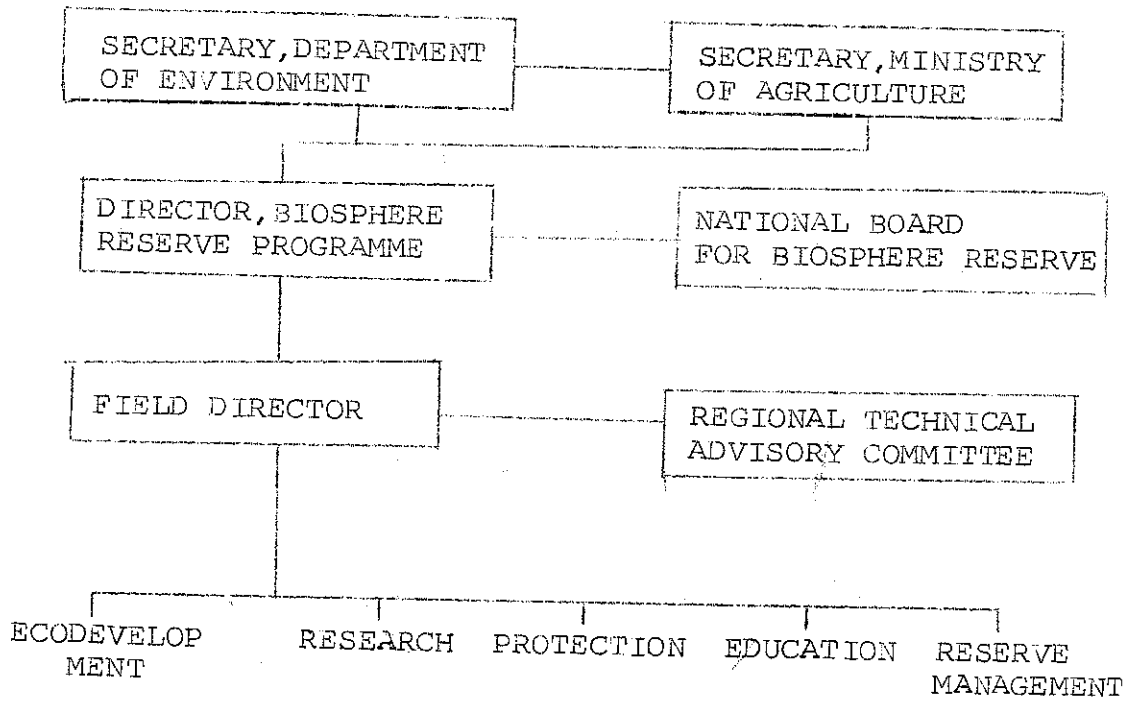 SECRETARY,DEPARTMENT
OF ENVIRONMENT
SECRETARY,MINISTRY
OF AGRICULTURE
DIRECTOR,BIOSPHERE
RESERVE PROGRAMME
NATIONAL BOARD
FOR BIOSPHERE RESERVE
FIELD DIRECTOR
REGIONAL TECHNICAL
ADVISORY COMMITTEE
ECODEVELOP
MENT
RESEARCH
PROTECTION
EDUCATION
RESERVE
MANAGEMENT